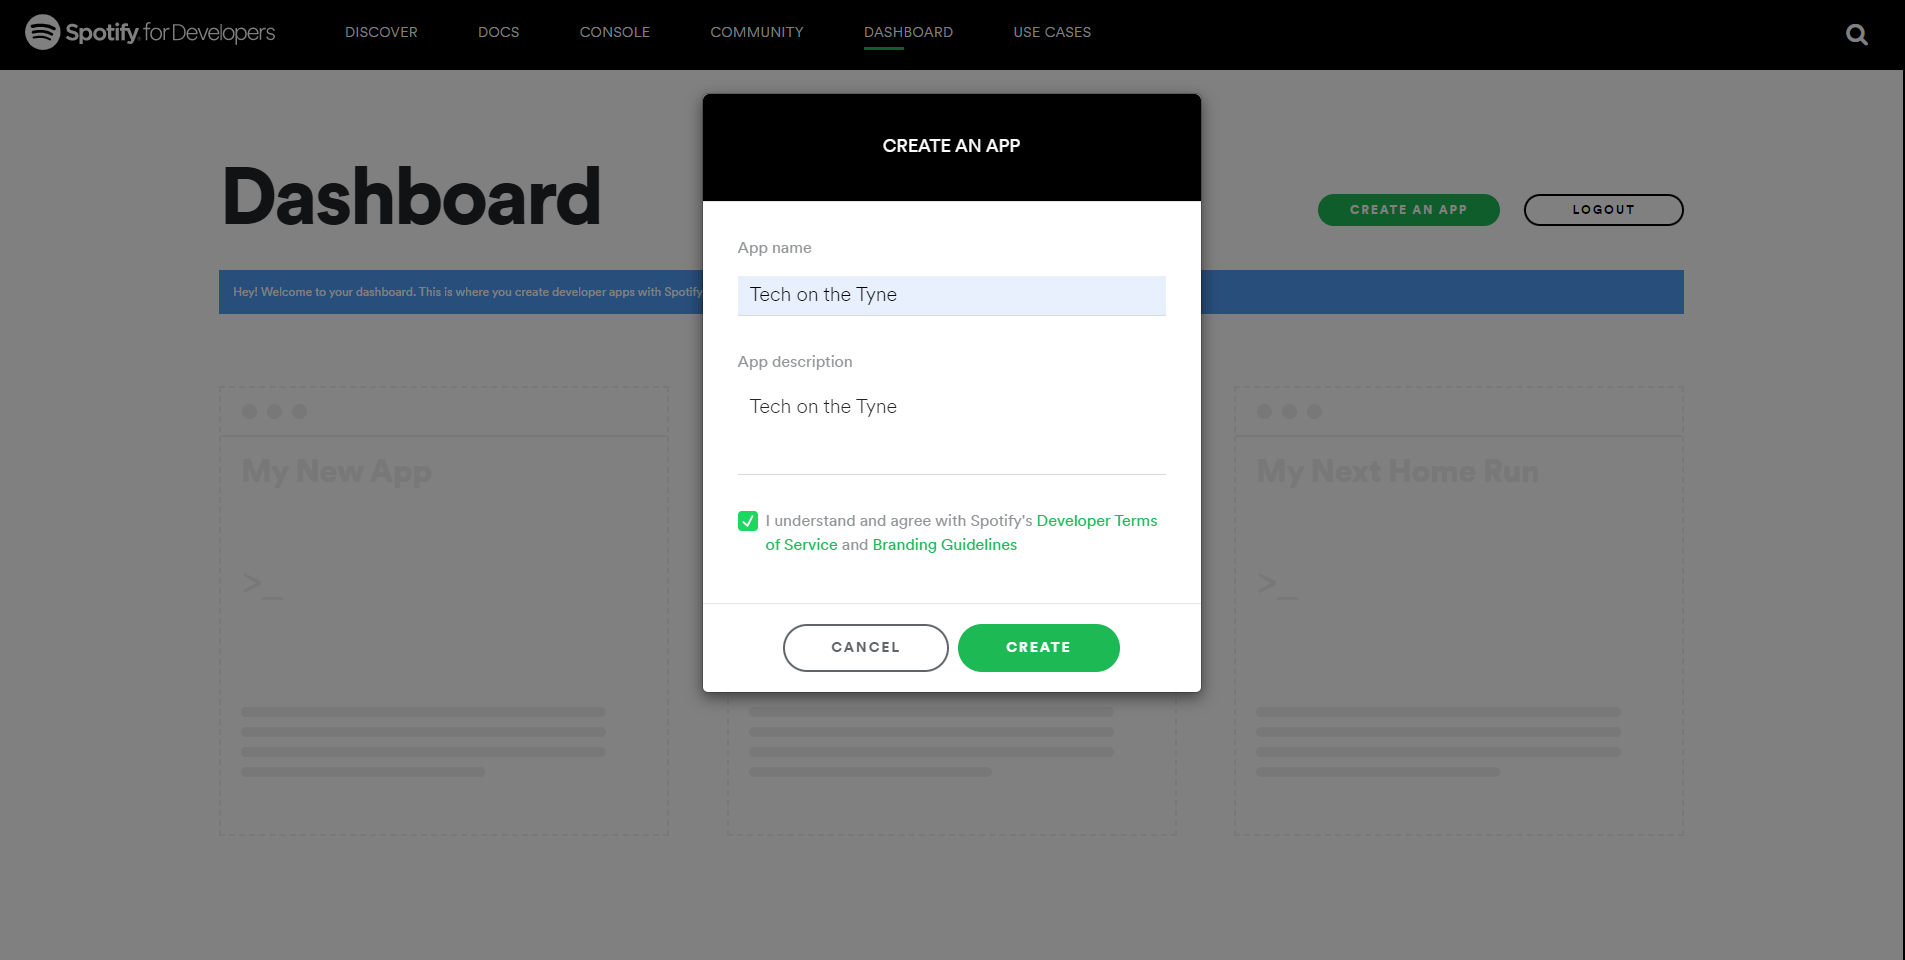 Spotify for Developers
DISCOVER
DOCS
CONSOLE
COMMUNITY
DASHBOARD
USE CASES
Dashboard
CREATE AN APP
LOGOUT
Hey! Welcome to your dashboard. This is where you create developer apps with Spotify
My New App
>_
My Next Home Run
>_
CREATE AN APP
App name
Tech on the Tyne
App description
Tech on the Tyne
I understand and agree with Spotify's Developer Terms
of Service and Branding Guidelines
CANCEL
CREATE